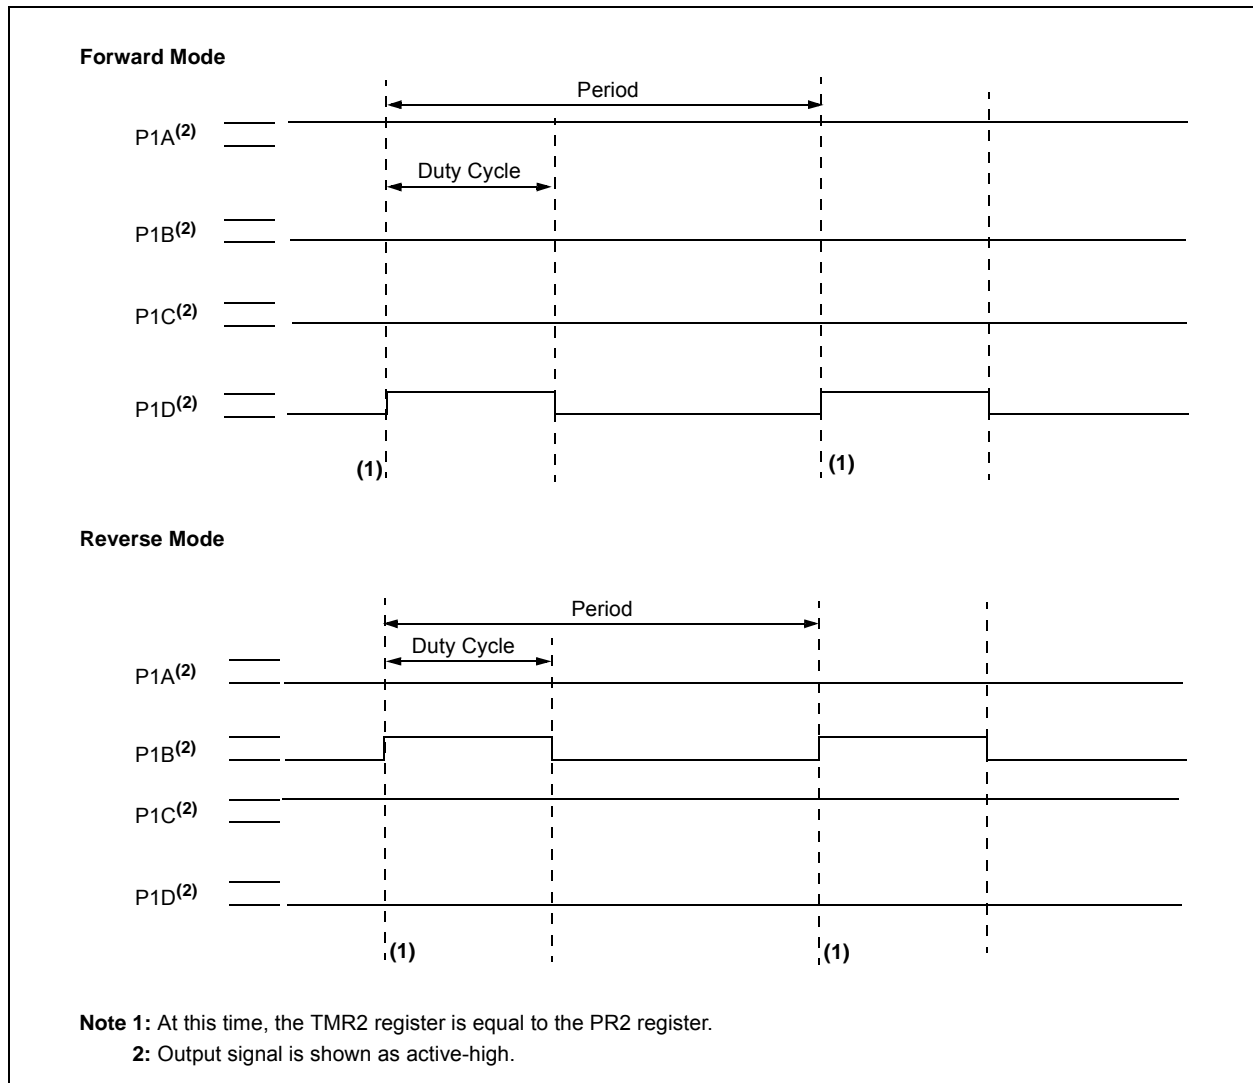 Forward Mode
Period
P1A(2)
Duty Cycle
P1B(2)
P1C(2)
P1D(2)
(1)
(1)
Reverse Mode
Period
Duty Cycle
P1A(2)
P1B(2)
P1C(2)
P1D(2)
(1)
(1)
Note 1: At this time, the TMR2 register is equal to the PR2 register.
2: Output signal is shown as active-high.